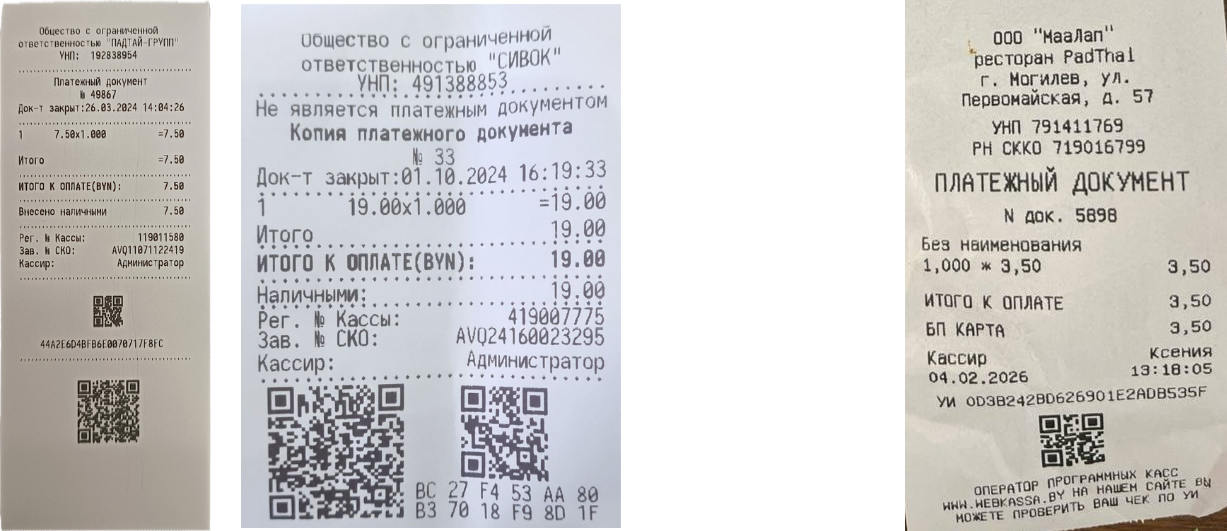 Общество с ограниченной
ответственностью "ПАДТАЙ-ГРУПП"
УНП: 192838954
Платежный документ
№ 49867
Док-т закрыт:26.03.2024 14:04:26
1 7.50x1.000 =7.50
Итого =7.50
ИТОГО К ОПЛАТЕ(BYN): 7.50
Внесено наличными 7.50
Рег. № Кассы: 119011580
Зав. № СКО: AVQ11071122419
Кассир: Администратор
44A2E6D4BFB6E0070717F8FC
Общество с ограниченной
ответственностью "СИВОК"
УНП: 491388853
Не является платежным документом
Копия платежного документа
№ 33
Док-т закрыт:01.10.2024 16:19:33
1 19.00x1.000 =19.00
Итого 19.00
ИТОГО К ОПЛАТЕ(BYN): 19.00
Наличными: 19.00
Рег. № Кассы: 419007775
Зав. № СКО: AVQ24160023295
Кассир: Администратор
BC 27 F4 53 AA 80
B3 70 18 F9 8D 1F
ООО "МааЛап"
ресторан PadThai
г. Могилев, ул.
Первомайская, д. 57
УНП 791411769
РН СККО 719016799
ПЛАТЕЖНЫЙ ДОКУМЕНТ
N док. 5898
Без наименования
1,000 * 3,50 3,50
ИТОГО К ОПЛАТЕ 3,50
БП КАРТА 3,50
Кассир Ксения
04.02.2026 13:18:05
УИ 0D3B242BD626901E2ADB535F
ОПЕРАТОР ПРОГРАММНЫХ КАСС
WWW.WEBKASSA.BY НА НАШЕМ САЙТЕ ВЫ
МОЖЕТЕ ПРОВЕРИТЬ ВАШ ЧЕК ПО УИ